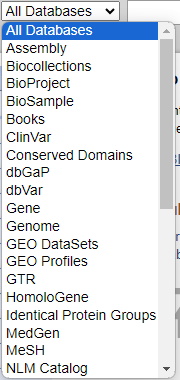 All Databases
All Databases
Assembly
Biocollections
BioProject
BioSample
Books
ClinVar
Conserved Domains
dbGaP
dbVar
Gene
Genome
GEO DataSets
GEO Profiles
GTR
HomoloGene
Identical Protein Groups
MedGen
MeSH
NLM Catalog